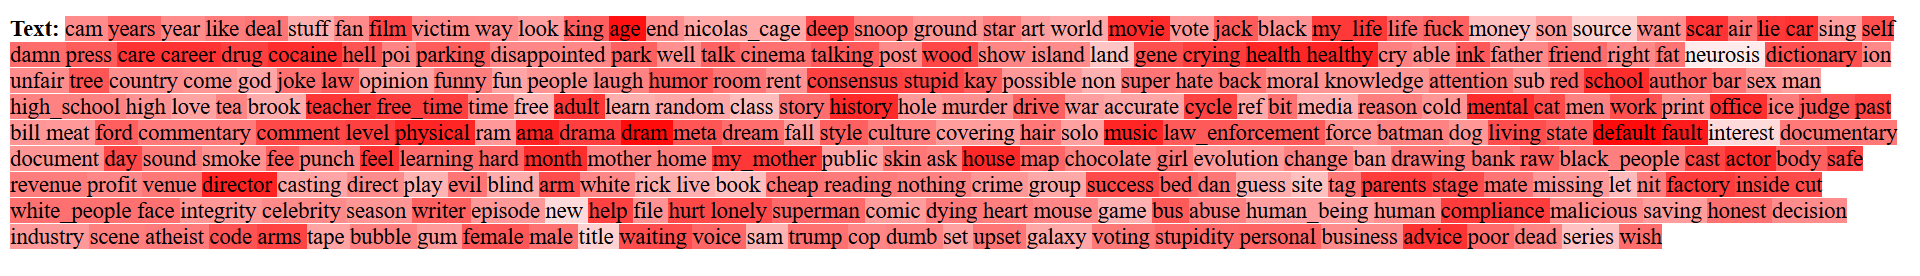 Text: cam years year like deal stuff fan film victim way look king age end nicolas_cage deep snoop ground star art world movie vote jack black my_life life fuck money son source want scar air lie car sing self
damn press care career drug cocaine hell poi parking disappointed park well talk cinema talking post wood show island land gene crying health healthy cry able ink father friend right fat neurosis dictionary ion
unfair tree country come god joke law opinion funny fun people laugh humor room rent consensus stupid kay possible non super hate back moral knowledge attention sub red school author bar sex man
high_school high love tea brook teacher free_time time free adult learn random class story history hole murder drive war accurate cycle ref bit media reason cold mental cat men work print office ice judge past
bill meat ford commentary comment level physical ram ama drama dram meta dream fall style culture covering hair solo music law_enforcement force batman dog living state default fault interest documentary
document day sound smoke fee punch feel learning hard month mother home my_mother public skin ask house map chocolate girl evolution change ban drawing bank raw black_people cast actor body safe
revenue profit venue director casting direct play evil blind arm white rick live book cheap reading nothing crime group success bed dan guess site tag parents stage mate missing let nit factory inside cut
white_people face integrity celebrity season writer episode new help file hurt lonely superman comic dying heart mouse game bus abuse human_being human compliance malicious saving honest decision
industry scene atheist code arms tape bubble gum female male title waiting voice sam trump cop dumb set upset galaxy voting stupidity personal business advice poor dead series wish